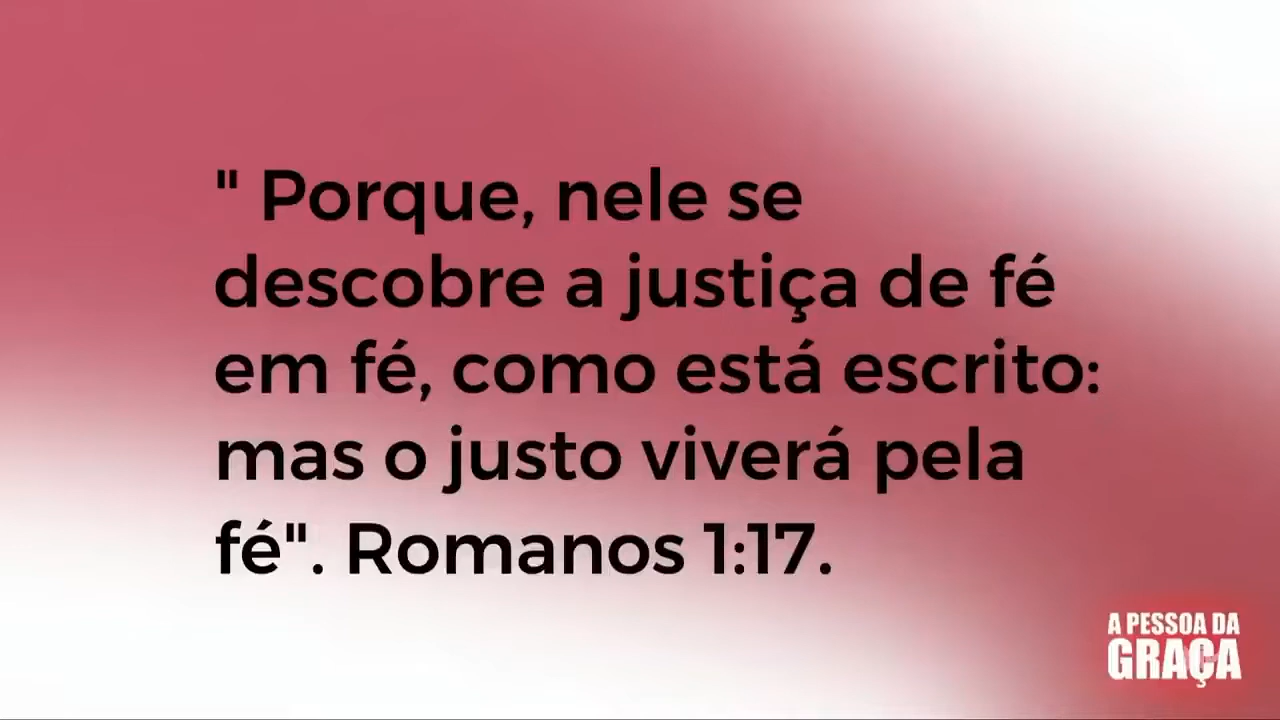 " Porque, nele se
descobre a justiça de fé
em fé, como está escrito:
mas o justo viverá pela
fé". Romanos 1:17.
A PESSOA DA
GRAÇA